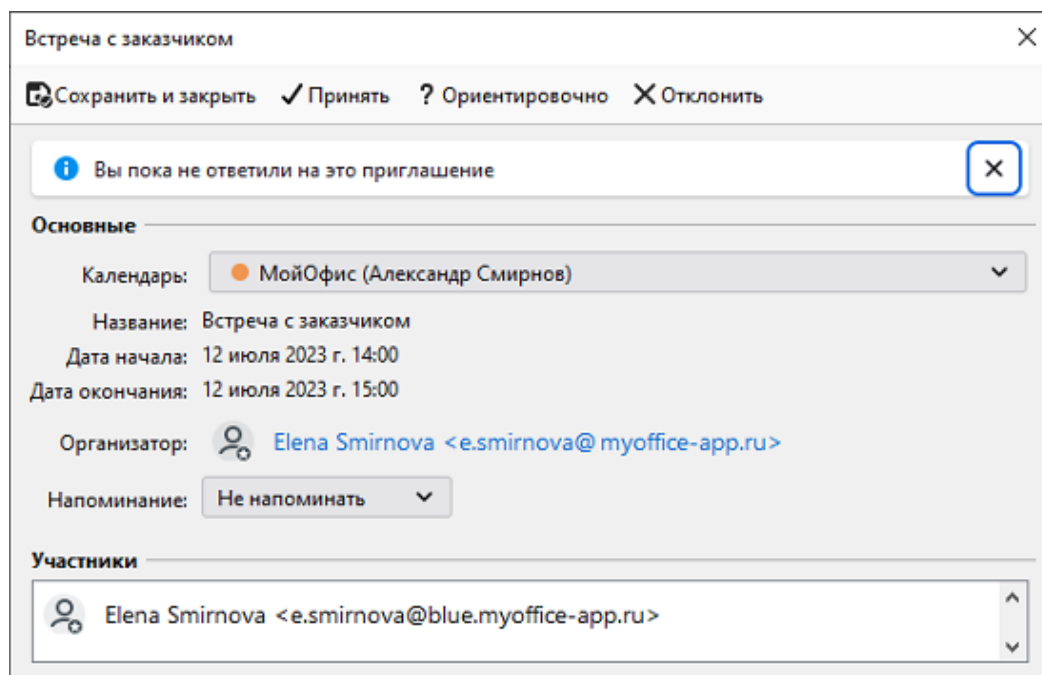 Встреча с заказчиком
Сохранить и закрыть Принять ? Ориентировочно Отклонить
Вы пока не ответили на это приглашение
Основные
Календарь: МойОфис (Александр Смирнов)
Название: Встреча с заказчиком
Дата начала: 12 июля 2023 г. 14:00
Дата окончания: 12 июля 2023 г. 15:00
Организатор: Elena Smirnova <e.smirnova@ myoffice-app.ru>
Напоминание: Не напоминать
Участники
Elena Smirnova <e.smirnova@blue.myoffice-app.ru>